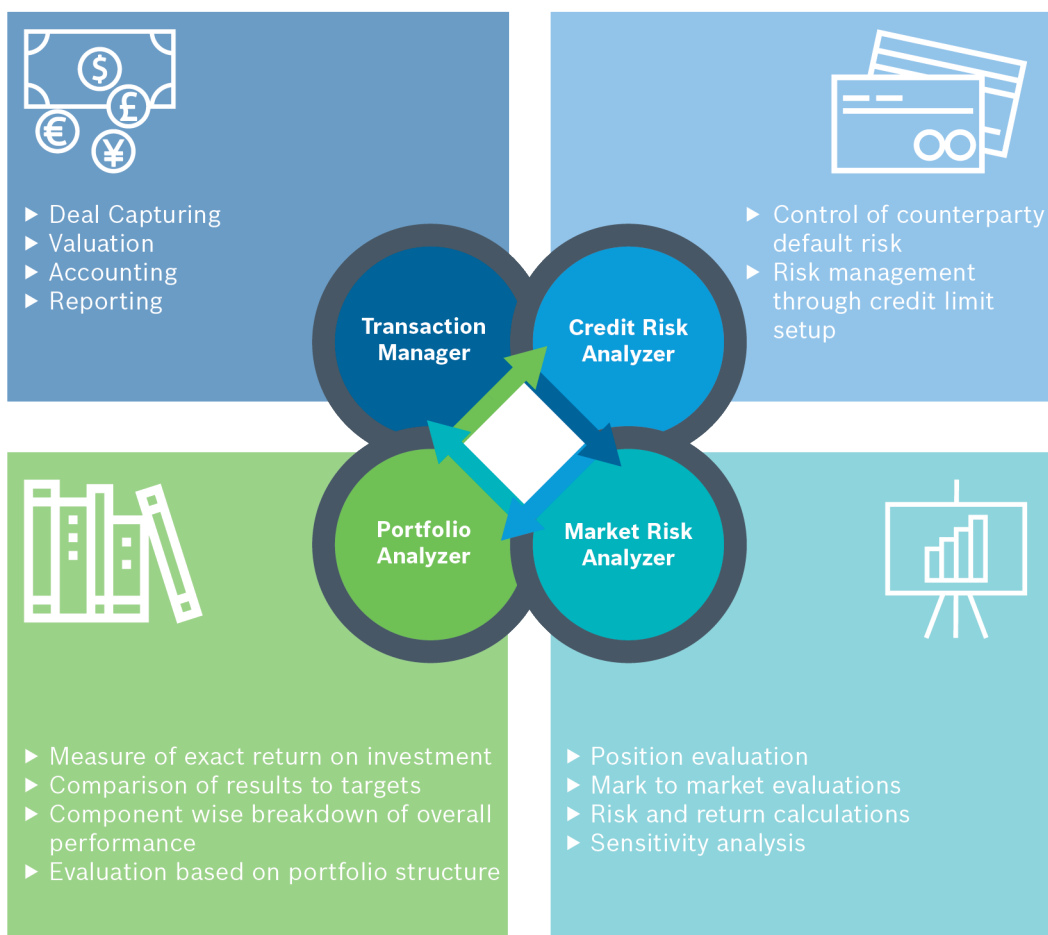 $
£
€
¥
▶ Deal Capturing
▶ Valuation
▶ Accounting
▶ Reporting
▶ Control of counterparty
default risk
▶ Risk management
through credit limit
setup
Transaction
Manager
Credit Risk
Analyzer
Portfolio
Analyzer
Market Risk
Analyzer
▶ Measure of exact return on investment
▶ Comparison of results to targets
▶ Component wise breakdown of overall
performance
▶ Evaluation based on portfolio structure
▶ Position evaluation
▶ Mark to market evaluations
▶ Risk and return calculations
▶ Sensitivity analysis